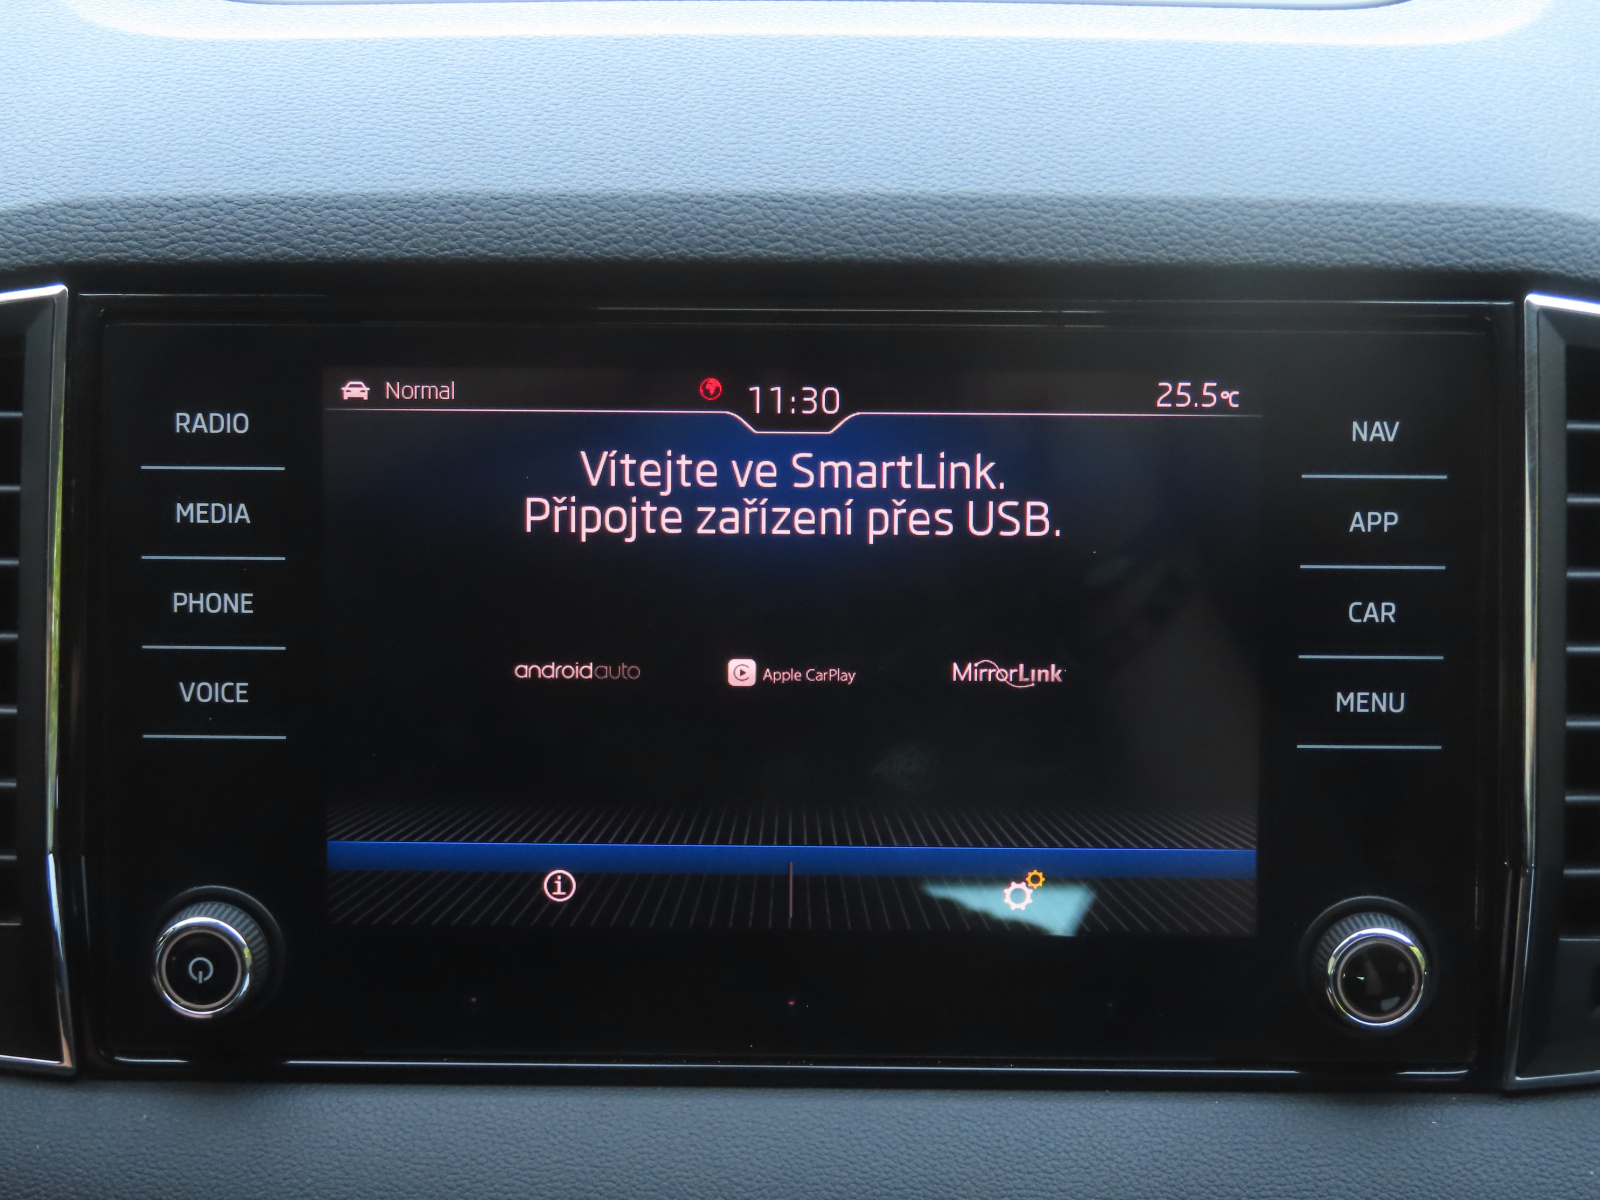 Normal
11:30
25.5°C
RADIO
MEDIA
PHONE
VOICE
Vítejte ve SmartLink.
Připojte zařízení přes USB.
androidauto
Apple CarPlay
MirrorLink
NAV
APP
CAR
MENU